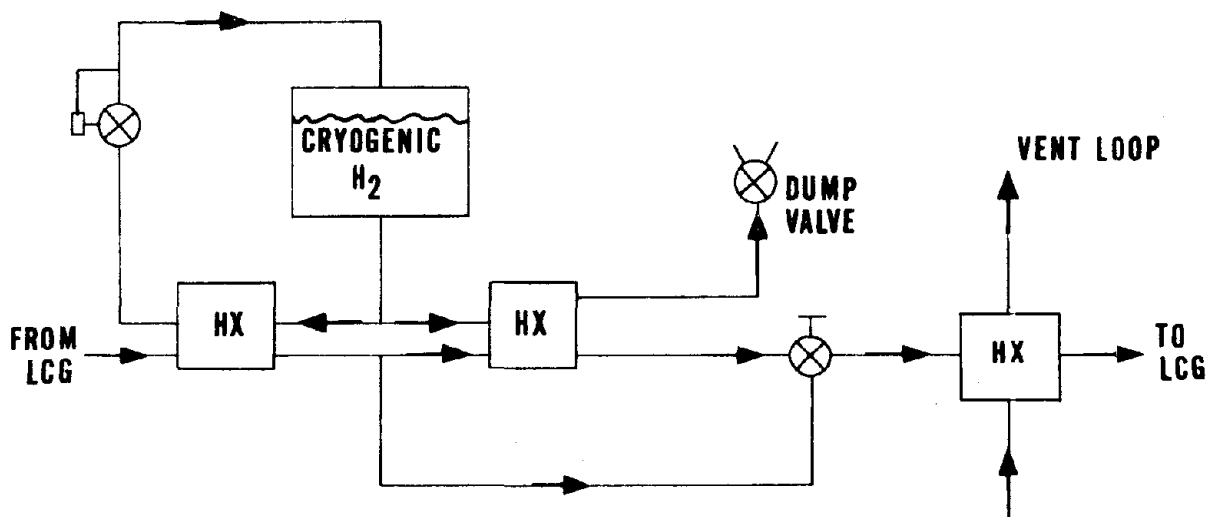 CRYOGENIC
H2
VENT LOOP
DUMP
VALVE
HX
HX
FROM
LCG
HX
TO
LCG